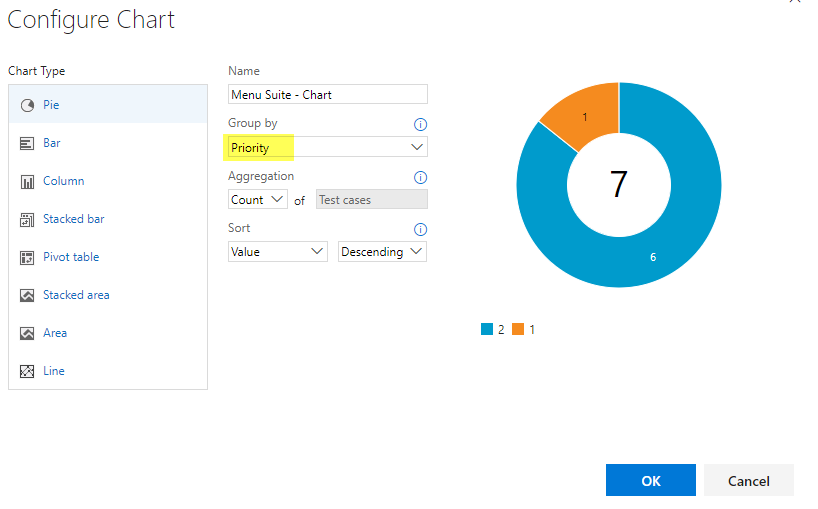 Configure Chart
Chart Type
Pie
Bar
Column
Stacked bar
Pivot table
Stacked area
Area
Line
Name
Menu Suite - Chart
Group by
Priority
Aggregation
Count of Test cases
Sort
Value Descending
1
7
6
2 1
OK Cancel